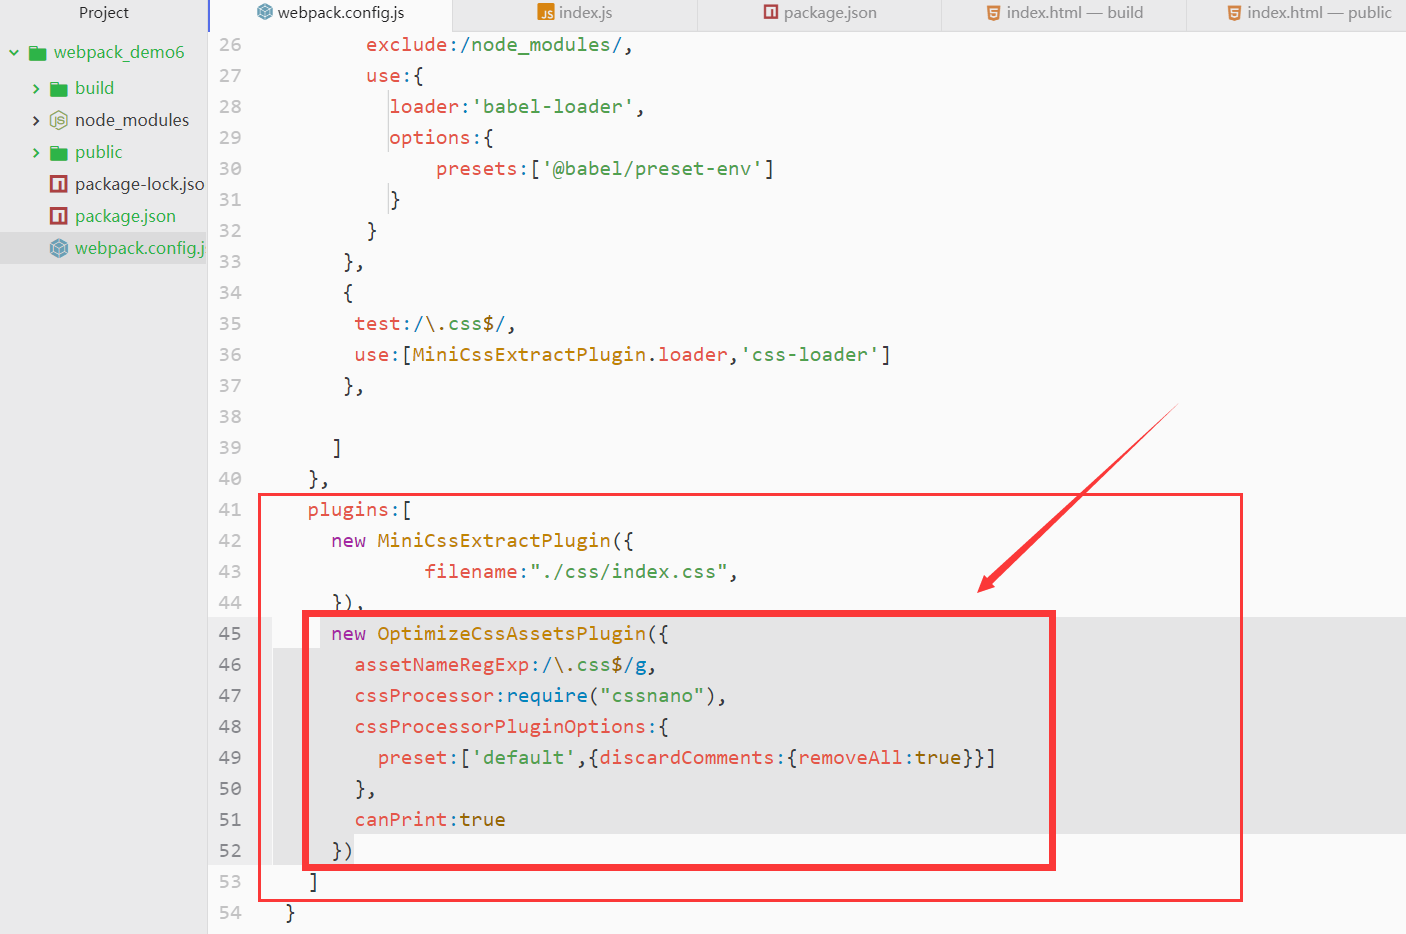 Project
webpack_demo6
build
node_modules
public
package-lock.jso
package.json
webpack.config.j
webpack.config.js
index.js
package.json
index.html — build
index.html — public
26 exclude:/node_modules/,
27 use:{
28 loader:'babel-loader',
29 options:{
30 presets:['@babel/preset-env']
31 }
32 }
33 },
34 {
35 test:/\.css$/,
36 use:[MiniCssExtractPlugin.loader,'css-loader']
37 },
38
39 ]
40 },
41 plugins:[
42 new MiniCssExtractPlugin({
43 filename:"./css/index.css",
44 }),
45 new OptimizeCssAssetsPlugin({
46 assetNameRegExp:/\.css$/g,
47 cssProcessor:require("cssnano"),
48 cssProcessorPluginOptions:{
49 preset:['default',{discardComments:{removeAll:true}}]
50 },
51 canPrint:true
52 })
53 ]
54 }